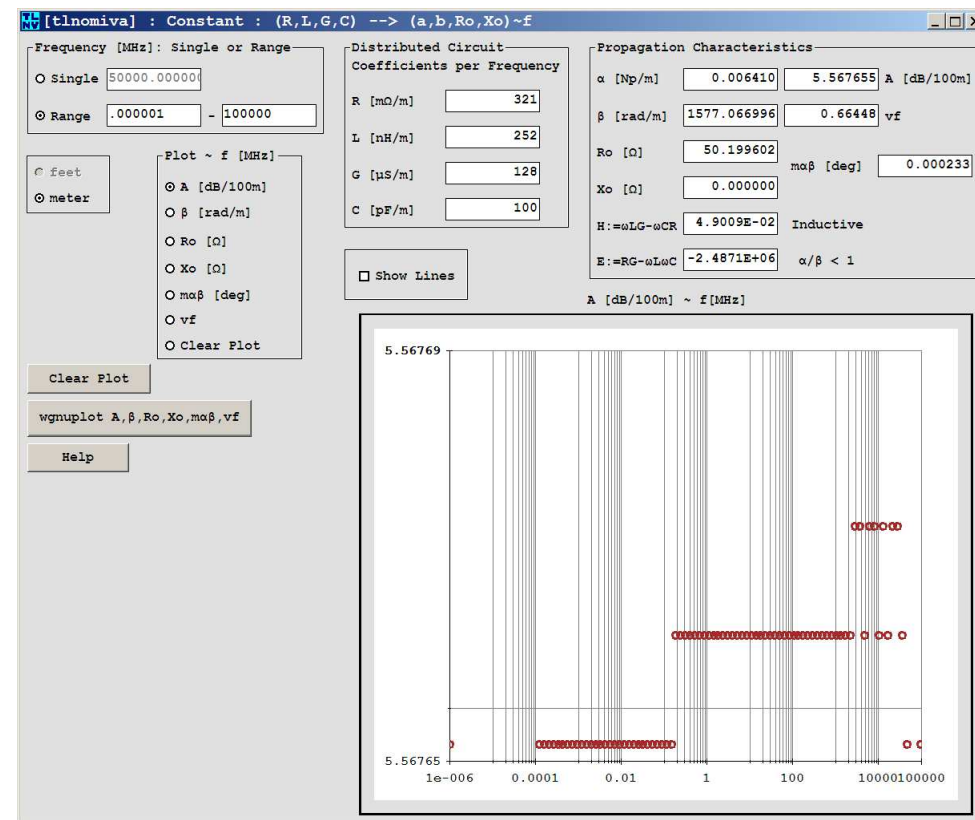 [tlnomiva] : Constant : (R,L,G,C) --> (a,b,Ro,Xo)~f
Frequency [MHz]: Single or Range
Single 50000.000000
Range .000001 - 100000
feet
meter
Plot ~ f [MHz]
A [dB/100m]
β [rad/m]
Ro [Ω]
Xo [Ω]
mαβ [deg]
vf
Clear Plot
Clear Plot
wgnuplot A,β,Ro,Xo,mαβ,vf
Help
Distributed Circuit
Coefficients per Frequency
R [mΩ/m] 321
L [nH/m] 252
G [µS/m] 128
C [pF/m] 100
Show Lines
Propagation Characteristics
α [Np/m] 0.006410 5.567655 A [dB/100m]
β [rad/m] 1577.066996 0.66448 vf
Ro [Ω] 50.199602
mαβ [deg] 0.000233
Xo [Ω] 0.000000
H:=ωLG-ωCR 4.9009E-02 Inductive
E:=RG-ωLωC -2.4871E+06 α/β < 1
A [dB/100m] ~ f[MHz]
5.56769
5.56765
1e-006 0.0001 0.01 1 100 10000100000